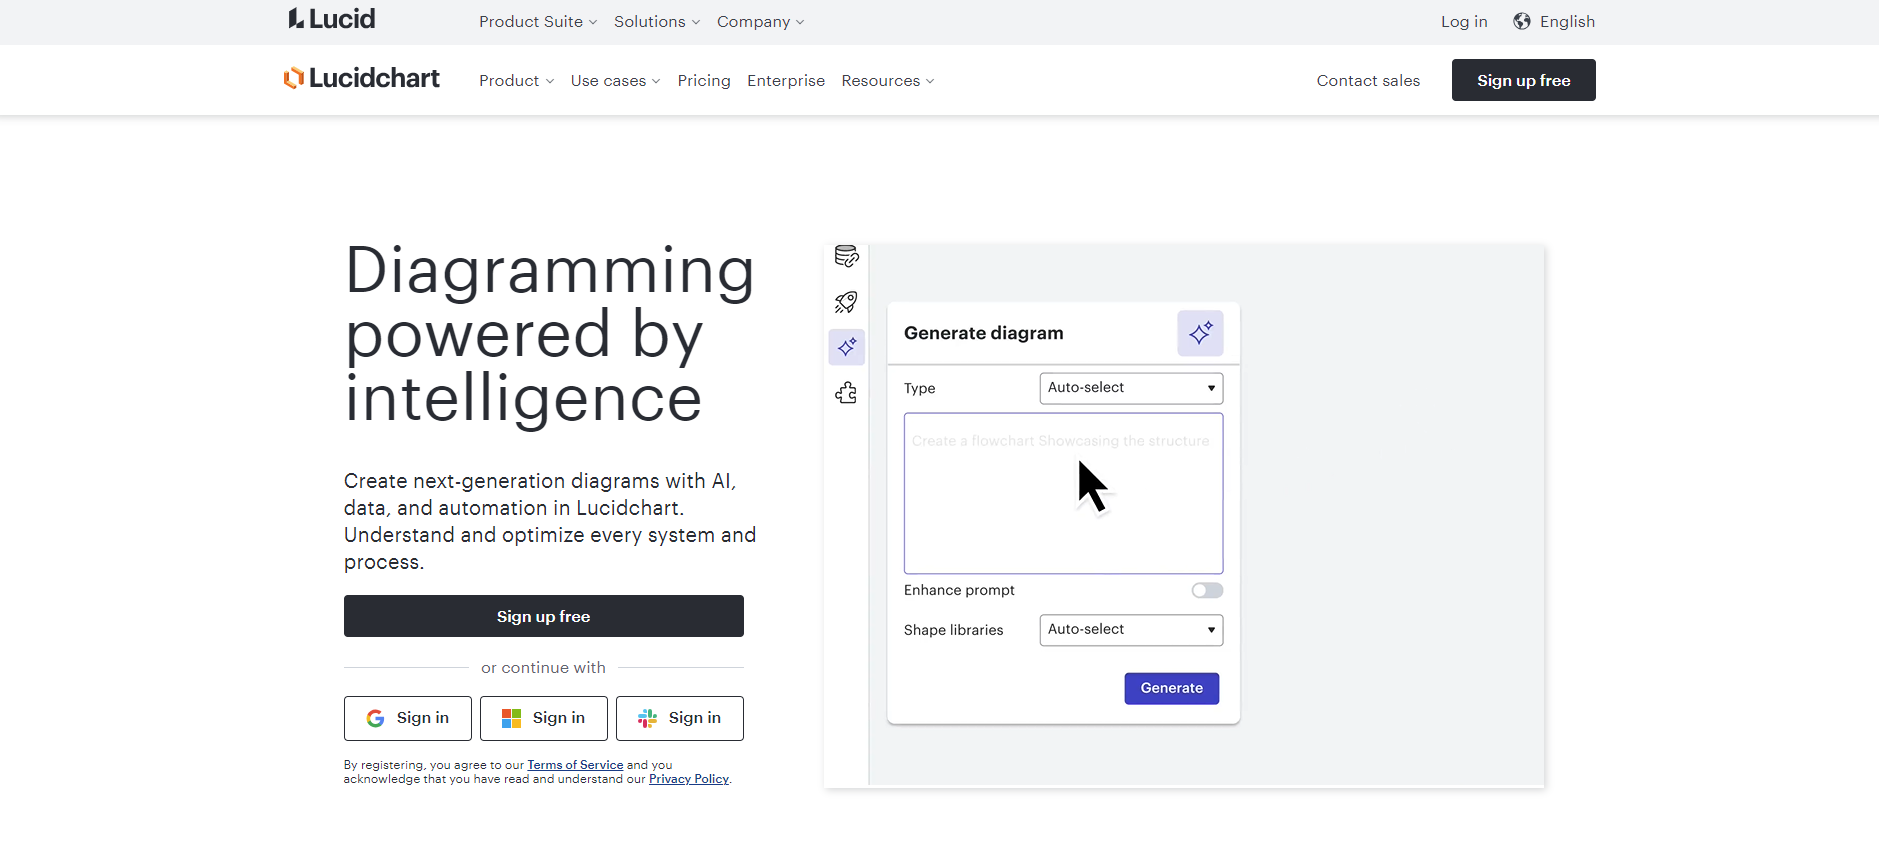 Lucid
Product Suite
Solutions
Company
Log in
English
Lucidchart
Product
Use cases
Pricing
Enterprise
Resources
Contact sales
Sign up free
Diagramming
powered by
intelligence
Create next-generation diagrams with AI,
data, and automation in Lucidchart.
Understand and optimize every system and
process.
Sign up free
or continue with
Sign in
Sign in
Sign in
By registering, you agree to our Terms of Service and you
acknowledge that you have read and understand our Privacy Policy.
Generate diagram
Type
Auto-select
Create a flowchart Showcasing the structure
Enhance prompt
Shape libraries
Auto-select
Generate